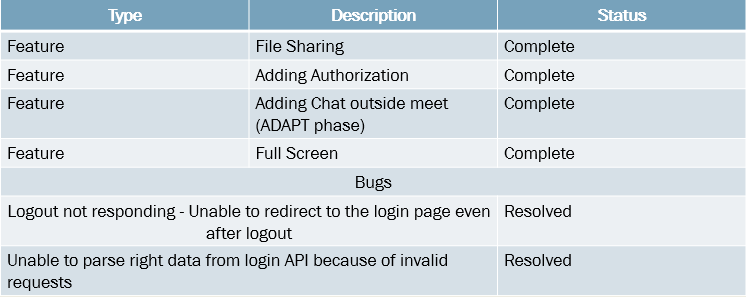 Type Description Status
Feature File Sharing Complete
Feature Adding Authorization Complete
Feature Adding Chat outside meet Complete
(ADAPT phase)
Feature Full Screen Complete
Bugs
Logout not responding - Unable to redirect to the login page even Resolved
after logout
Unable to parse right data from login API because of invalid Resolved
requests